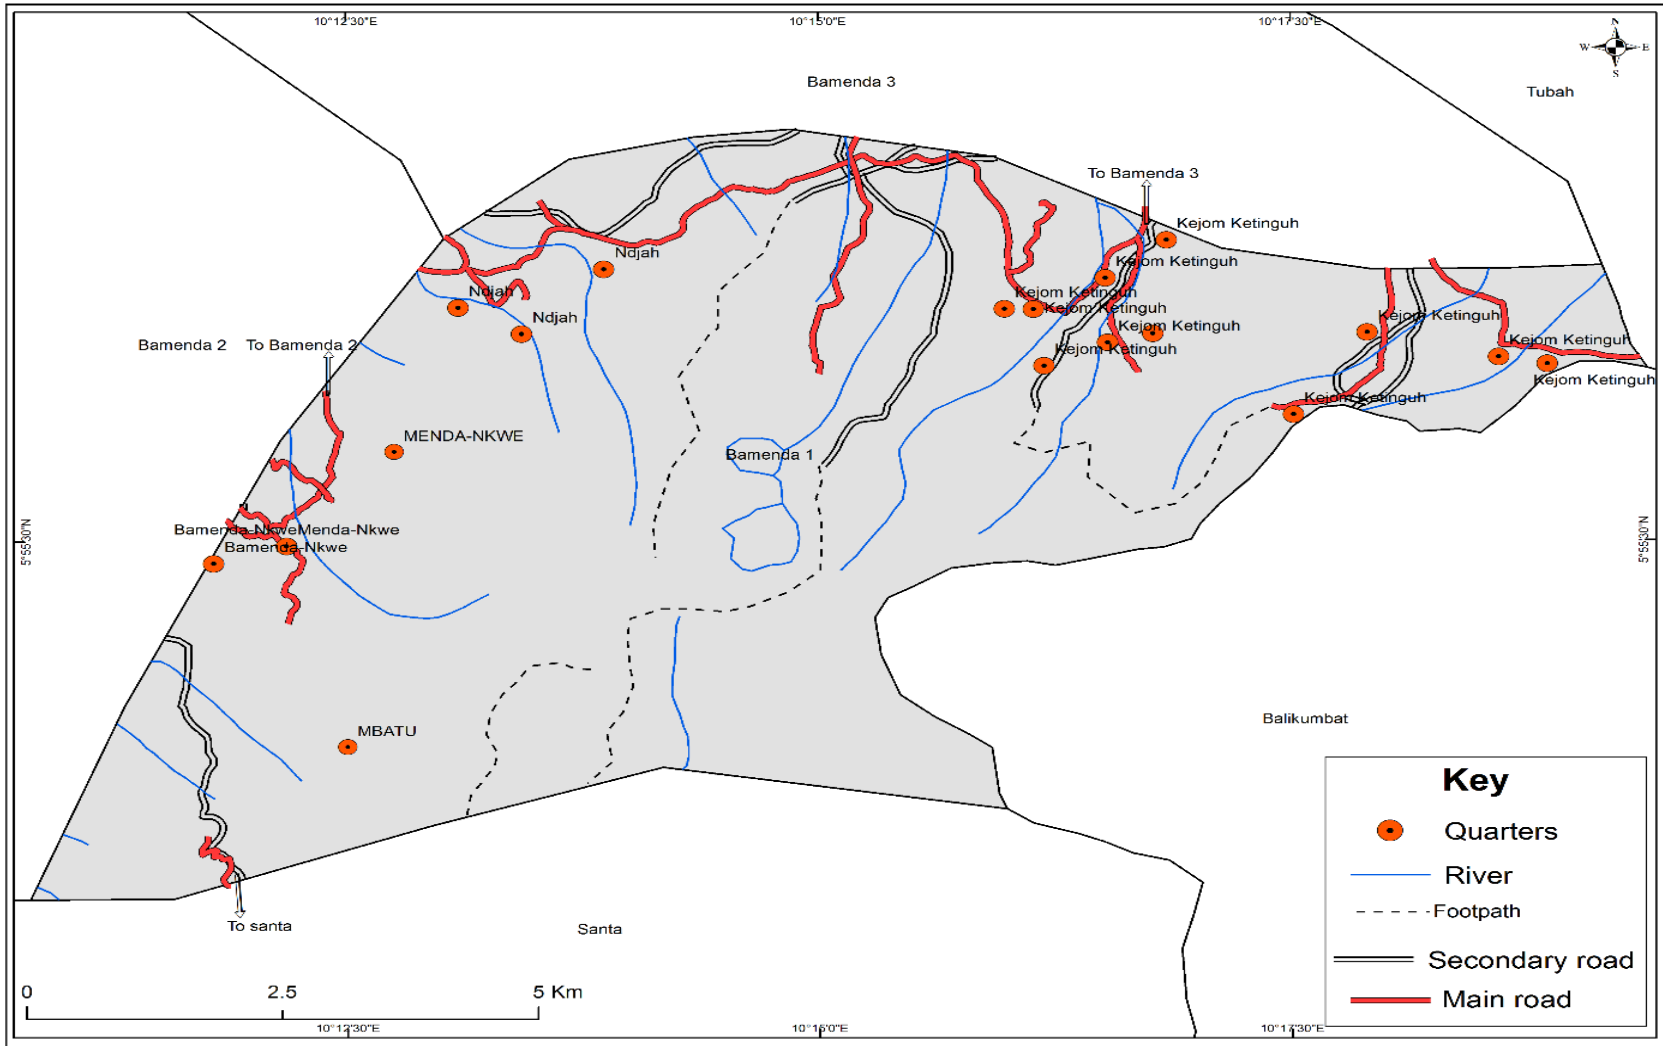 10°12'30"E
10°15'0"E
10°17'30"E
N
W
E
S
Bamenda 3
Tubah
To Bamenda 3
Kejom Ketinguh
Ndjah
Kejom Ketinguh
Ndjah
Kejom Ketinguh
Kejom Ketinguh
Ndjah
Kejom Ketinguh
Kejom Ketinguh
Bamenda 2
To Bamenda 2
Kejom Ketinguh
Kejom Ketinguh
Kejom Ketinguh
Kejom Ketinguh
MENDA-NKWE
Bamenda 1
Bamenda-NkweMenda-Nkwe
Bamenda-Nkwe
5°55'30"N
5°55'30"N
MBATU
Balikumbat
To santa
Santa
Key
Quarters
River
Footpath
Secondary road
Main road
0
2.5
5 Km
10°12'30"E
10°15'0"E
10°17'30"E